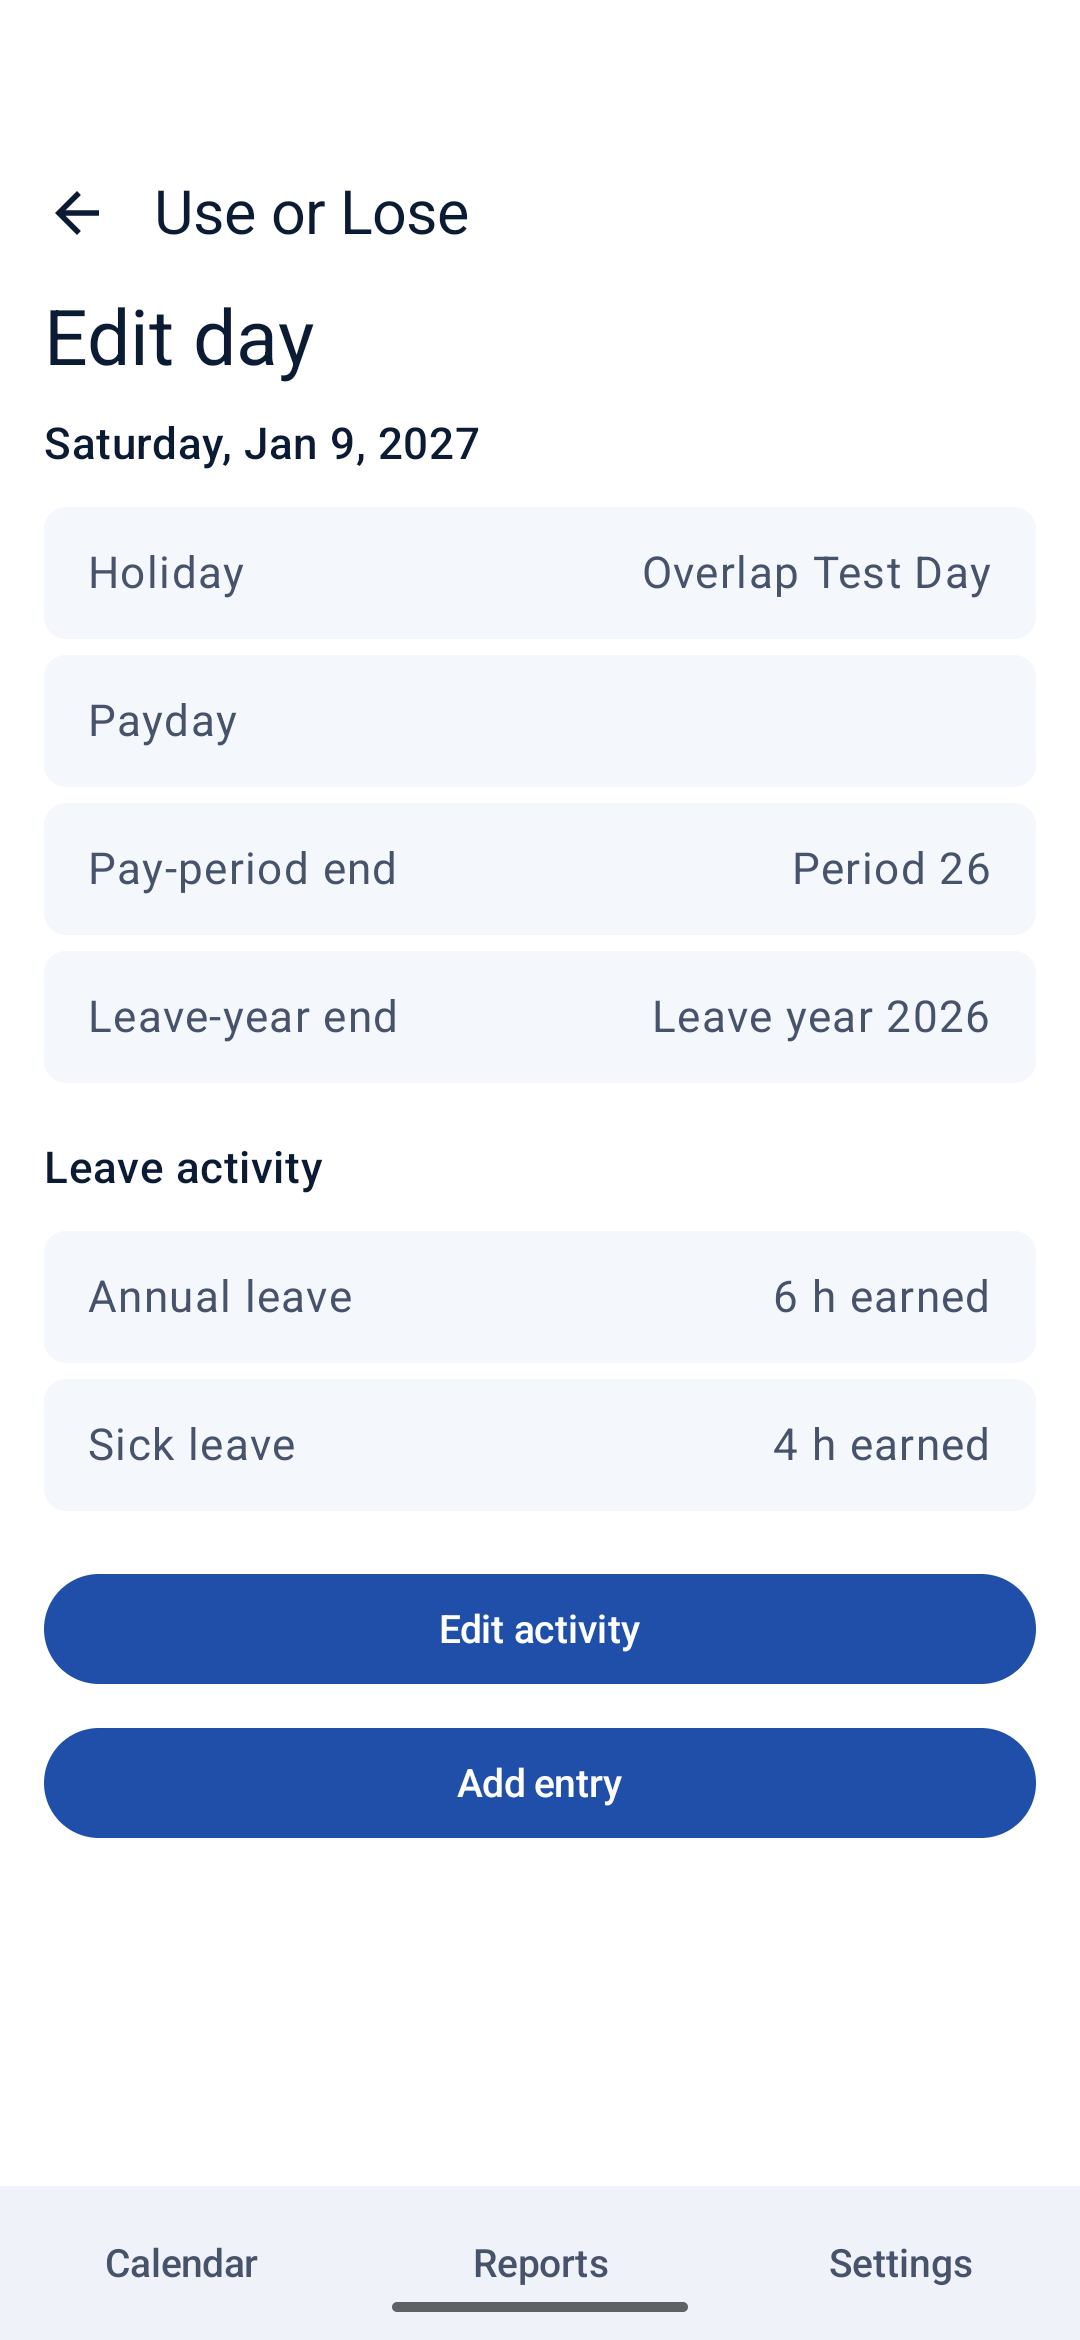 Use or Lose
Edit day
Saturday, Jan 9, 2027
Holiday Overlap Test Day
Payday
Pay-period end Period 26
Leave-year end Leave year 2026
Leave activity
Annual leave 6 h earned
Sick leave 4 h earned
Edit activity
Add entry
Calendar Reports Settings